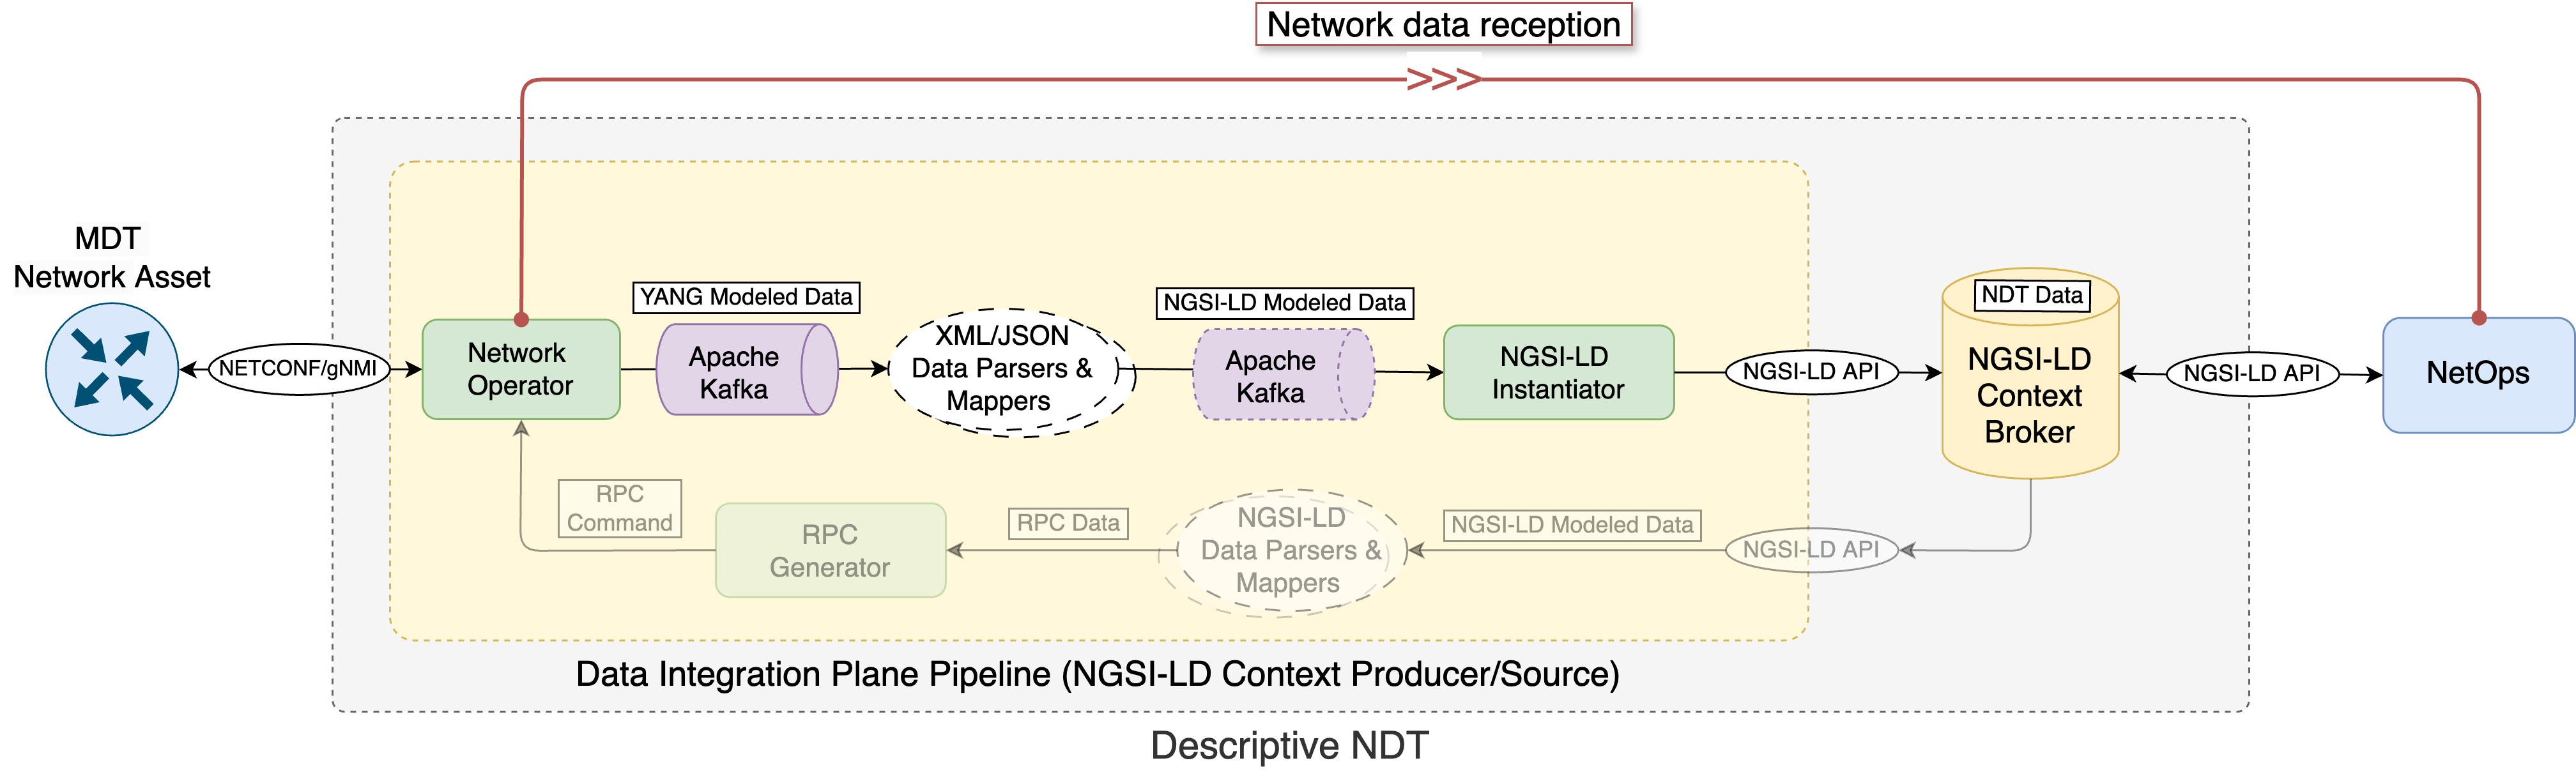 Network data reception
MDT
Network Asset
NETCONF/gNMI
Network
Operator
YANG Modeled Data
Apache
Kafka
XML/JSON
Data Parsers &
Mappers
NGSI-LD Modeled Data
Apache
Kafka
NGSI-LD
Instantiator
NGSI-LD API
NDT Data
NGSI-LD
Context
Broker
NGSI-LD API
NetOps
RPC
Command
RPC
Generator
RPC Data
NGSI-LD
Data Parsers &
Mappers
NGSI-LD Modeled Data
NGSI-LD API
Data Integration Plane Pipeline (NGSI-LD Context Producer/Source)
Descriptive NDT